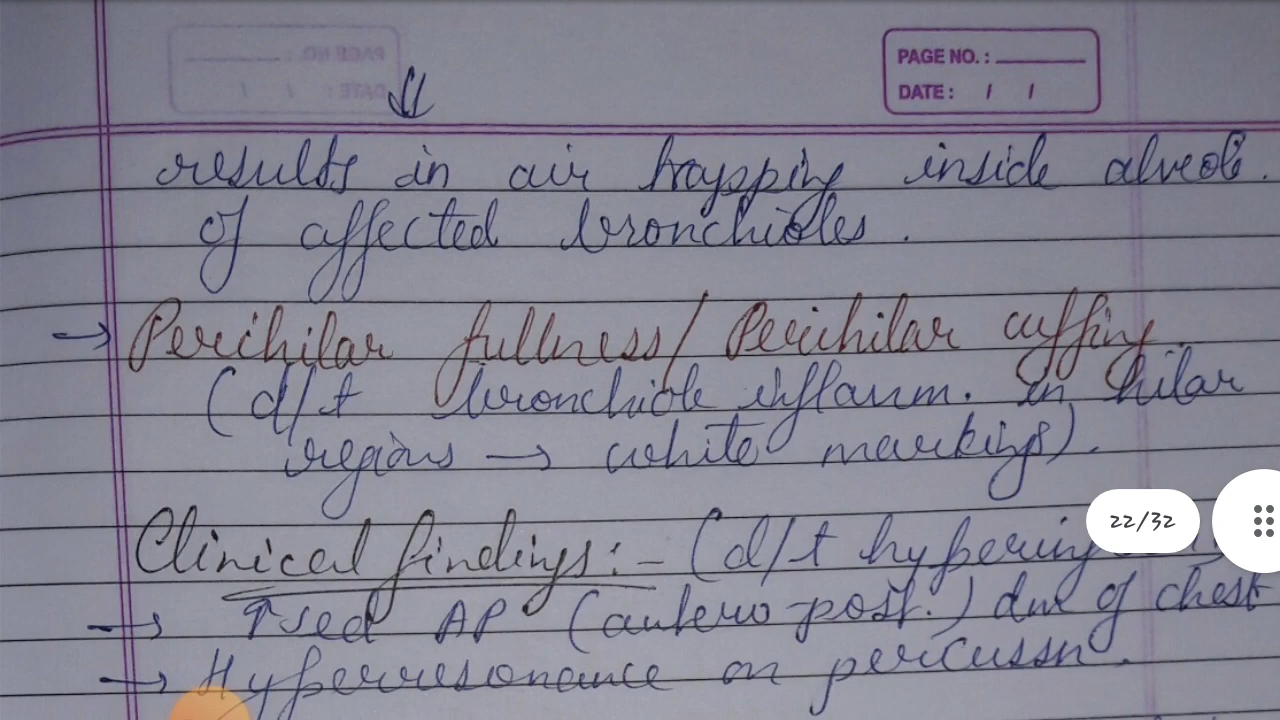 PAGE NO. :
DATE : / /
results in air trapping inside alveoli.
of affected bronchioles.
→ Perihilar fullness/ Perihilar cuffing.
(d/t bronchiole inflamm. in hilar
regions → white markings).
Clinical findings:- (d/t
22/32
→ ↑sed AP (antero-post.) dm of chest
→ Hyperresonance on percussn.